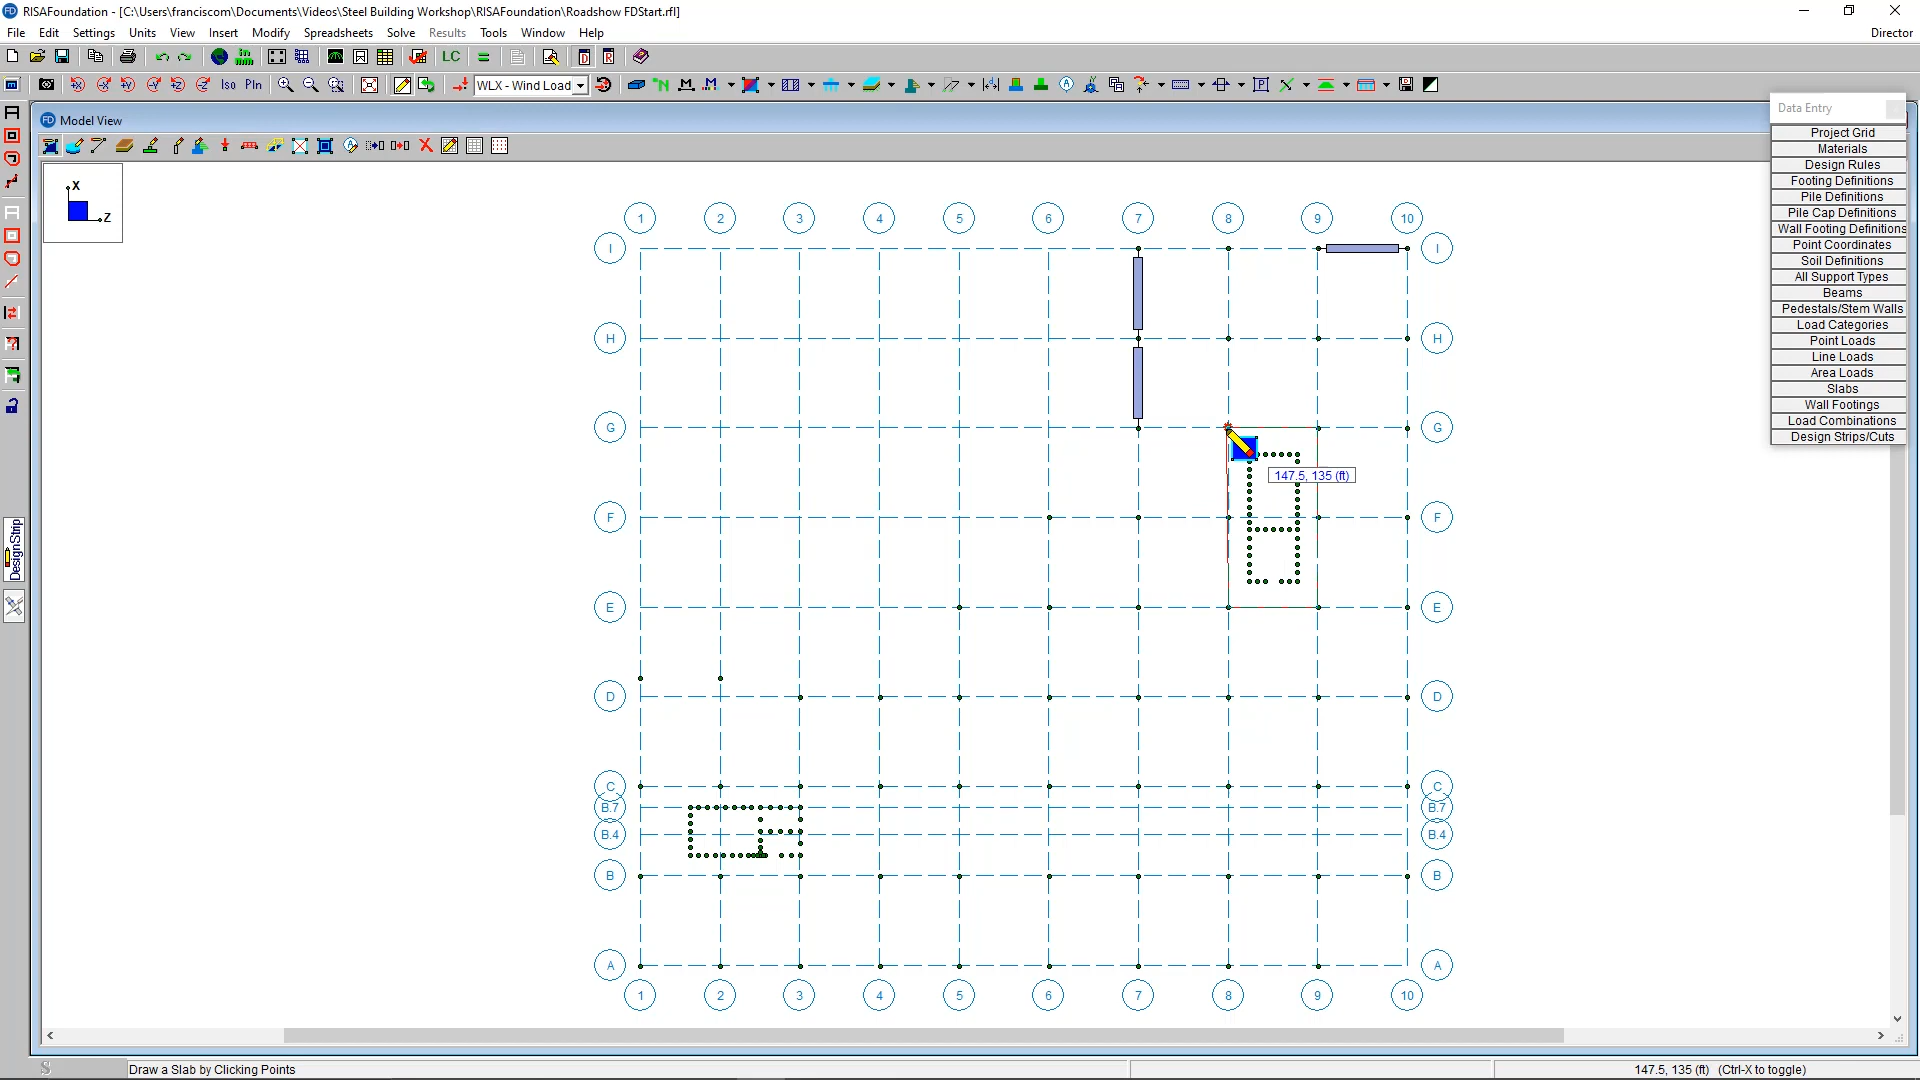 RISAFoundation - [C:\Users\franciscom\Documents\Videos\Steel Building Workshop\RISAFoundation\Roadshow FDStart.rfl]
File Edit Settings Units View Insert Modify Spreadsheets Solve Results Tools Window Help Director
LC D R
Iso Pln WLX - Wind Load
Model View
Data Entry
Project Grid
Materials
Design Rules
Footing Definitions
Pile Definitions
Pile Cap Definitions
Wall Footing Definitions
Point Coordinates
Soil Definitions
All Support Types
Beams
Pedestals/Stem Walls
Load Categories
Point Loads
Line Loads
Area Loads
Slabs
Wall Footings
Load Combinations
Design Strips/Cuts
X
Z
DesignStrip
1 2 3 4 5 6 7 8 9 10
I I
H H
G G
147.5, 135 (ft)
F F
E E
D D
C C
B.7 B.7
B.4 B.4
B B
A A
1 2 3 4 5 6 7 8 9 10
S Draw a Slab by Clicking Points 147.5, 135 (ft) (Ctrl-X to toggle)